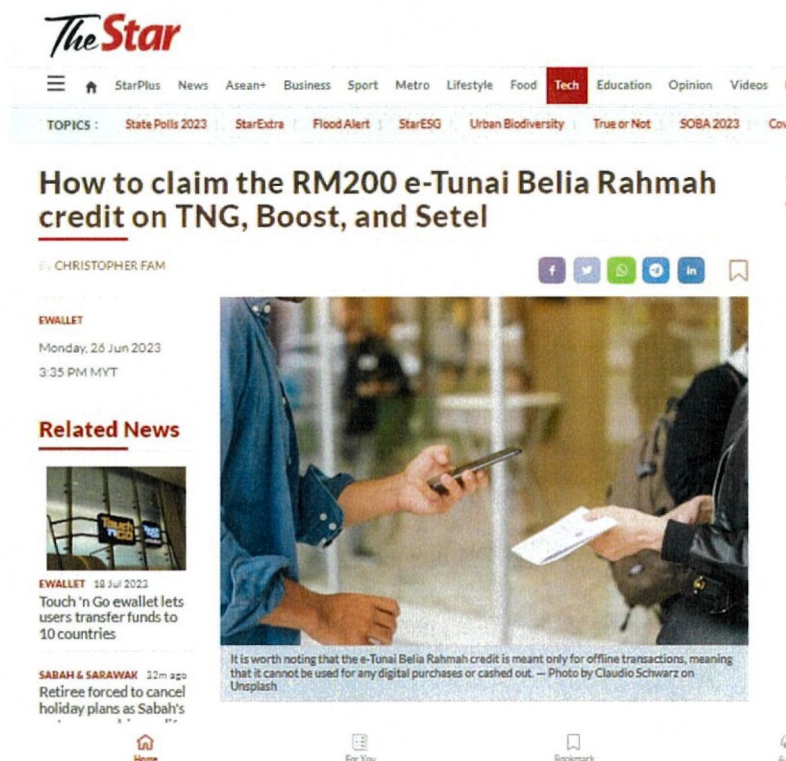 The Star
StarPlus News Asean+ Business Sport Metro Lifestyle Food Tech Education Opinion Videos
TOPICS : State Polls 2023 StarExtra Flood Alert StarESG Urban Biodiversity True or Not SOBA 2023
How to claim the RM200 e-Tunai Belia Rahmah
credit on TNG, Boost, and Setel
By CHRISTOPHER FAM
EWALLET
Monday, 26 Jun 2023
3:35 PM MYT
Related News
Touch
'n GO
EWALLET 18 Jul 2023
Touch 'n Go ewallet lets
users transfer funds to
10 countries
SABAH & SARAWAK 32m ago
Retiree forced to cancel
holiday plans as Sabah's
It is worth noting that the e-Tunai Belia Rahmah credit is meant only for offline transactions, meaning
that it cannot be used for any digital purchases or cashed out. — Photo by Claudio Schwarz on
Unsplash
Home For You Bookmark